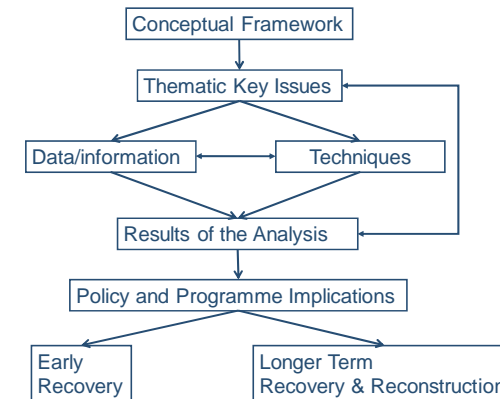 Conceptual Framework
Thematic Key Issues
Data/information
Techniques
Results of the Analysis
Policy and Programme Implications
Early
Recovery
Longer Term
Recovery & Reconstruction